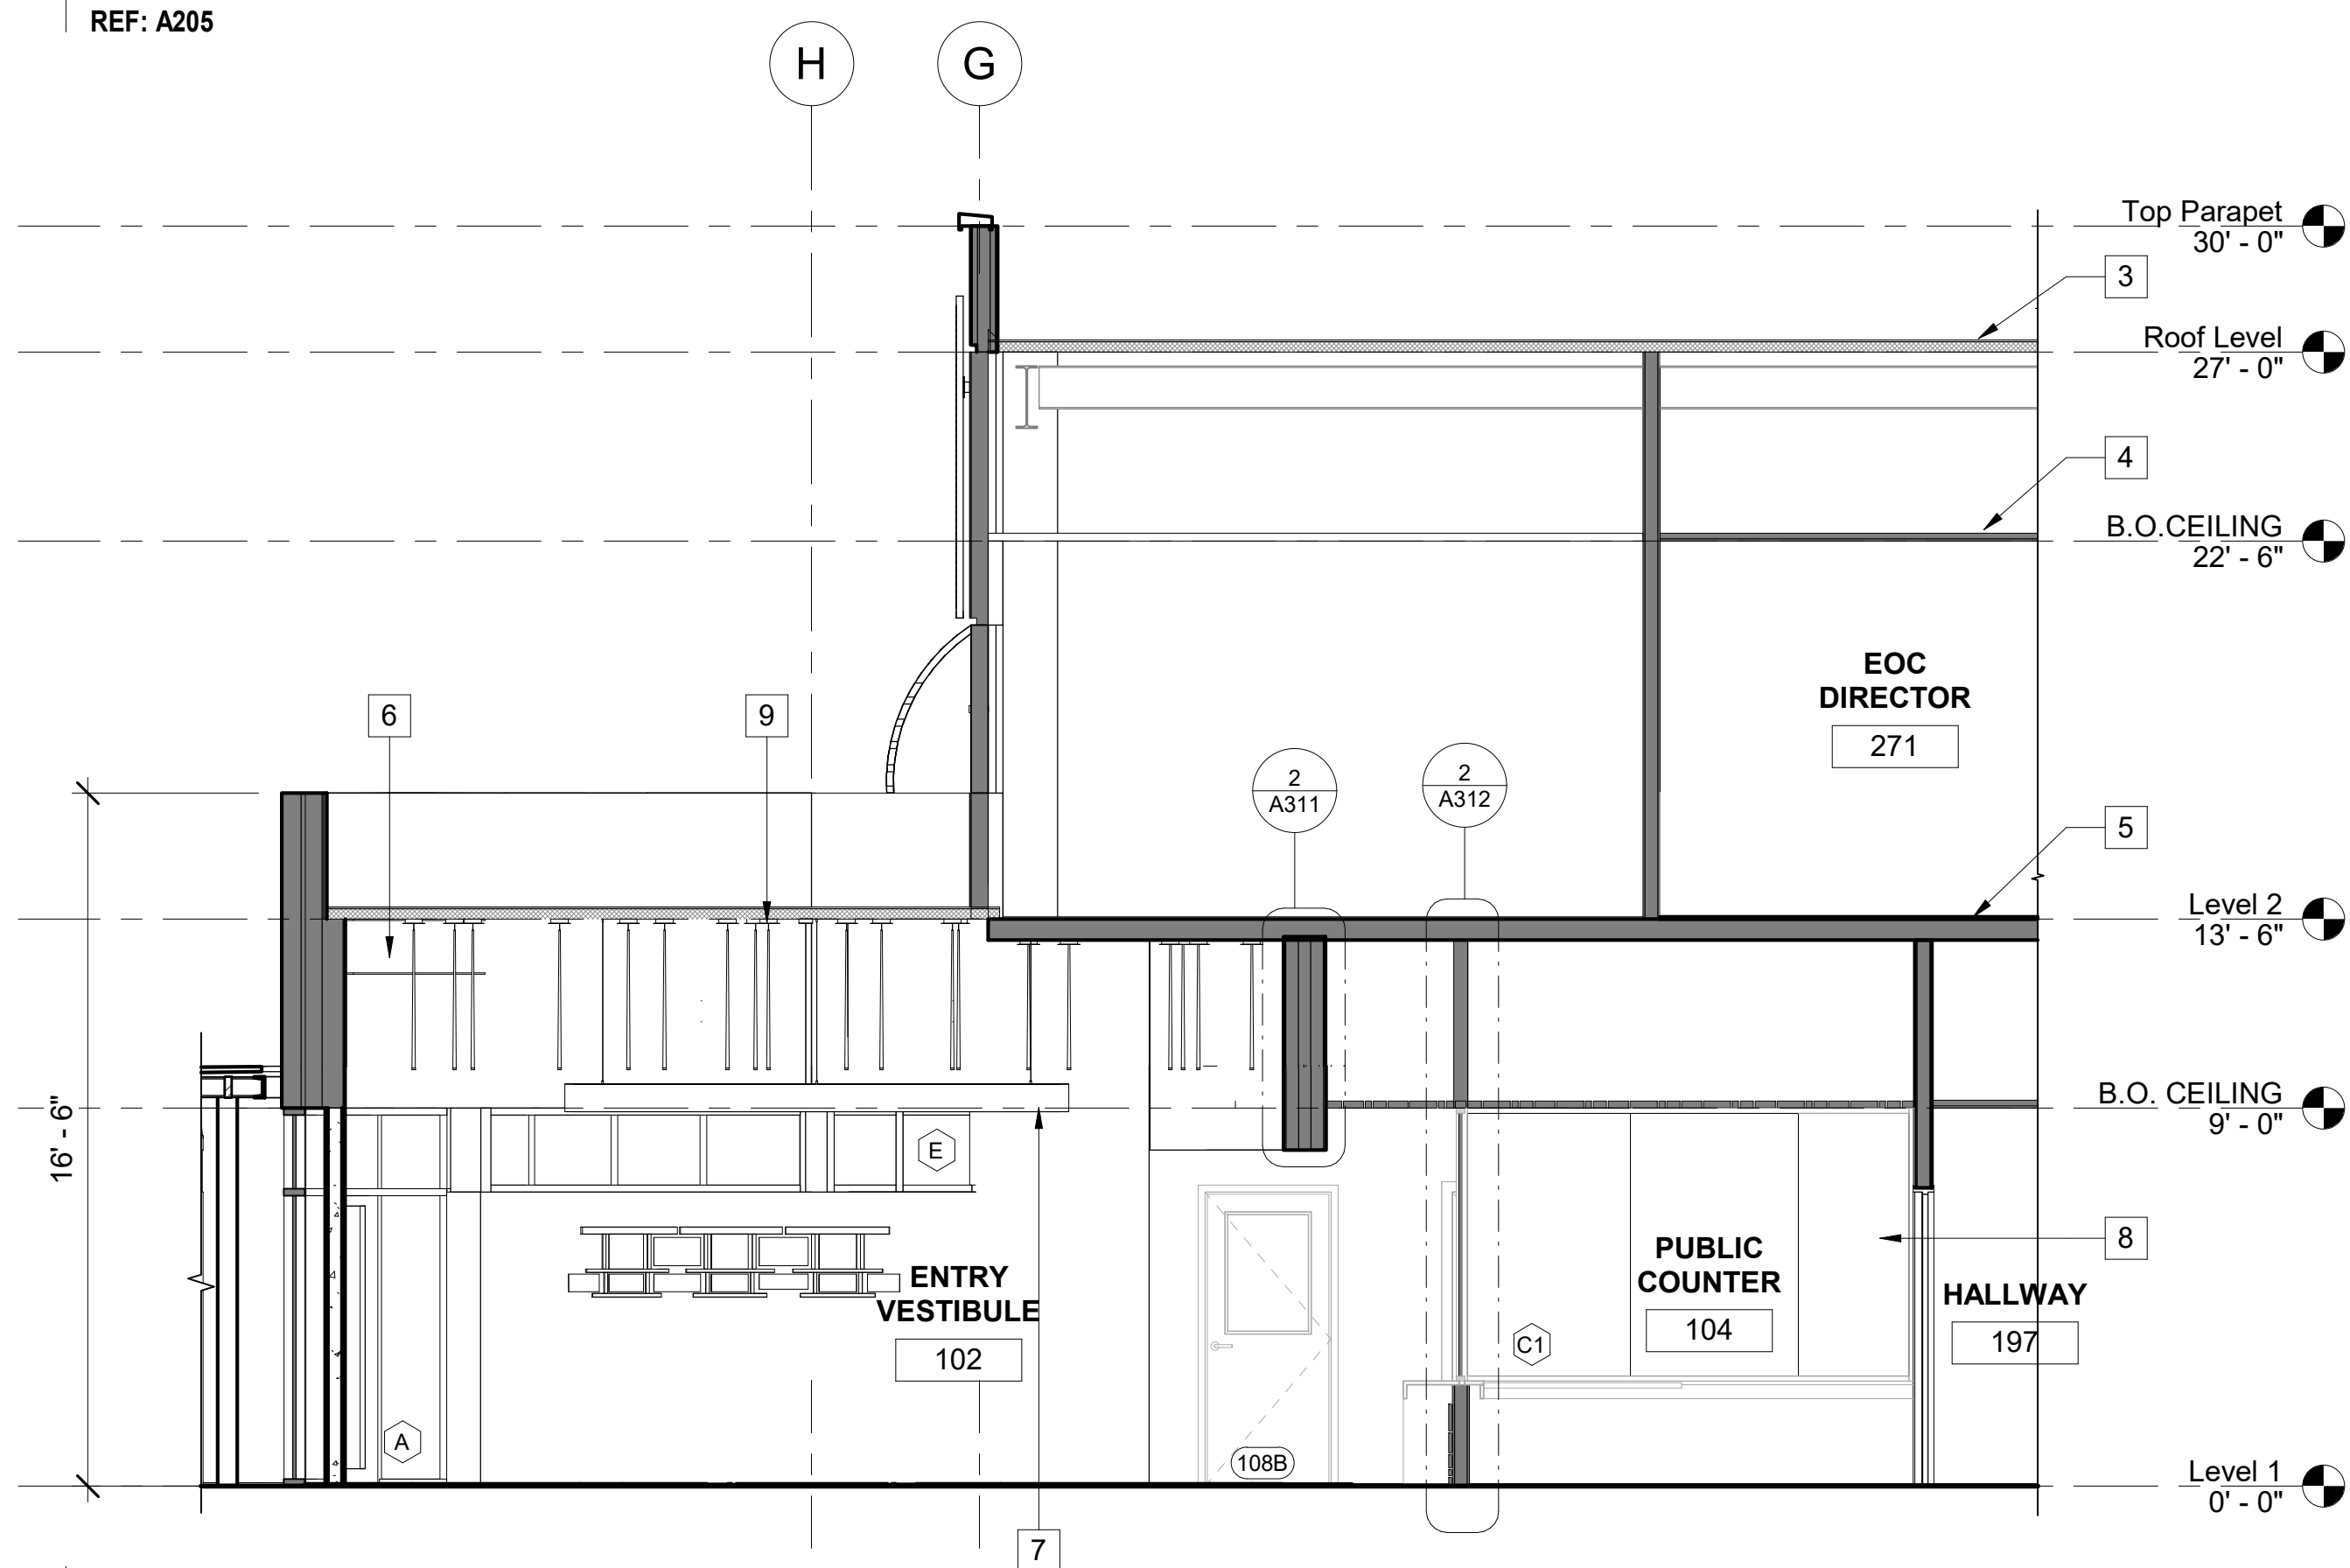 REF: A205
H
G
Top Parapet
30' - 0"
3
Roof Level
27' - 0"
4
B.O.CEILING
22' - 6"
EOC
DIRECTOR
271
6
9
2
A311
2
A312
5
Level 2
13' - 6"
16' - 6"
B.O. CEILING
9' - 0"
E
ENTRY
VESTIBULE
102
PUBLIC
COUNTER
104
8
HALLWAY
197
C1
A
108B
Level 1
0' - 0"
7